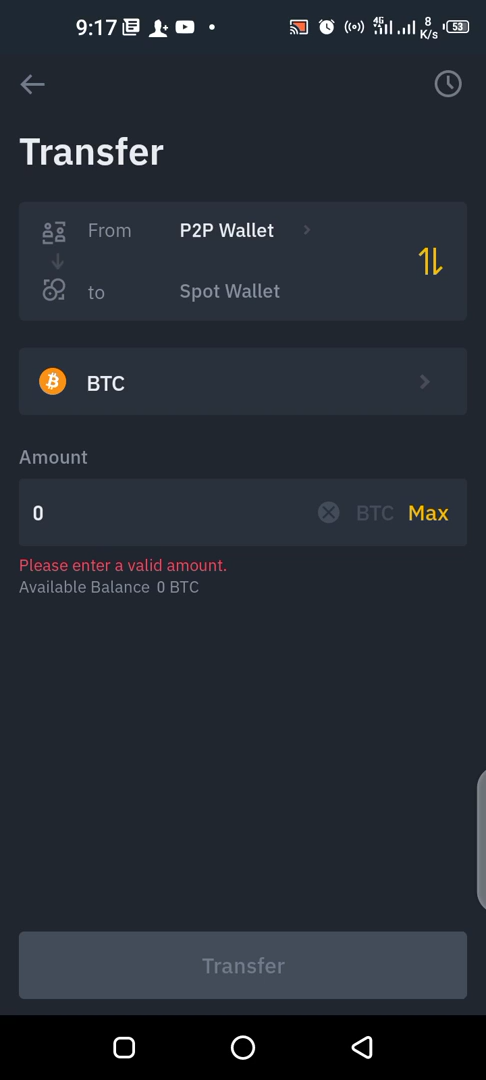 9:17 4G 8 K/s 53
Transfer
From P2P Wallet
to Spot Wallet
BTC
Amount
0 BTC Max
Please enter a valid amount.
Available Balance 0 BTC
Transfer